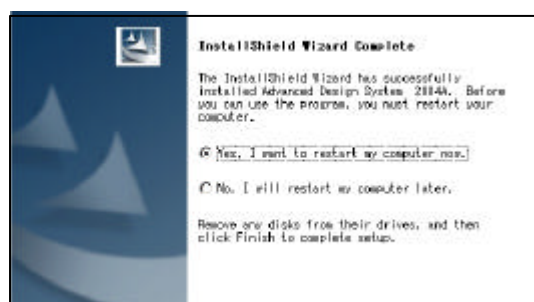 InstallShield Wizard Complete
The InstallShield Wizard has successfully
installed Advanced Design System 2004A. Before
you can use the program, you must restart your
computer.
Yes, I want to restart my computer now.
No, I will restart my computer later.
Remove any disks from their drives, and then
click Finish to complete setup.